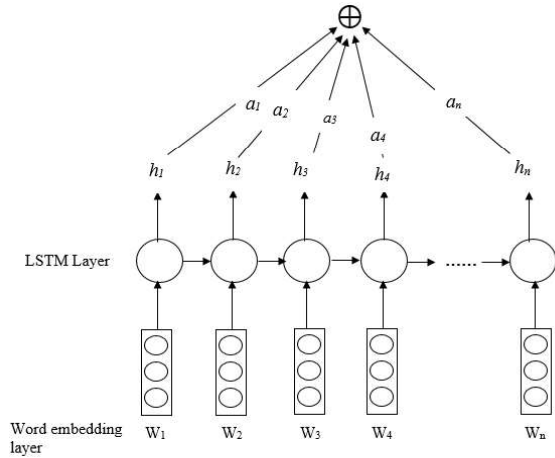 a1 a2 a3 a4 an
h1 h2 h3 h4 hn
LSTM Layer ......
Word embedding
layer
W1 W2 W3 W4 Wn